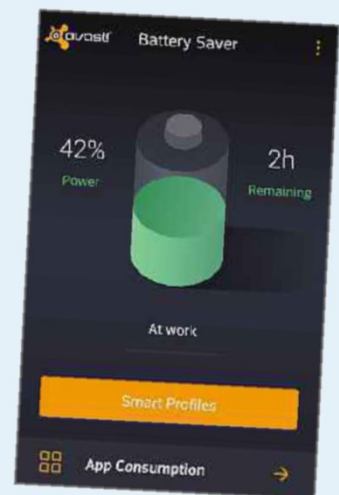 avast!
Battery Saver
42%
Power
2h
Remaining
At work
Smart Profiles
App Consumption